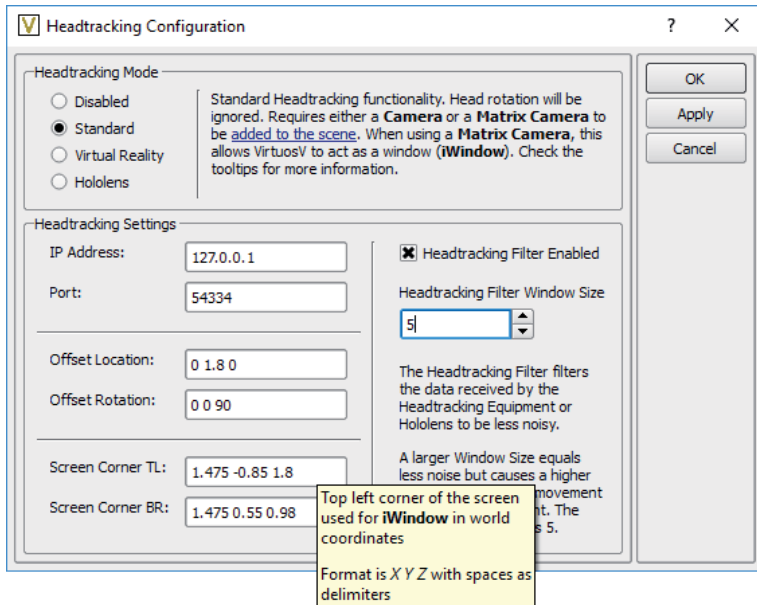 Headtracking Configuration
?
Headtracking Mode
Disabled
Standard
Virtual Reality
Hololens
Standard Headtracking functionality. Head rotation will be
ignored. Requires either a Camera or a Matrix Camera to
be added to the scene. When using a Matrix Camera, this
allows VirtuosV to act as a window (iWindow). Check the
tooltips for more information.
OK
Apply
Cancel
Headtracking Settings
IP Address:
127.0.0.1
Port:
54334
Offset Location:
0 1.8 0
Offset Rotation:
0 0 90
Screen Corner TL:
1.475 -0.85 1.8
Screen Corner BR:
1.475 0.55 0.98
Headtracking Filter Enabled
Headtracking Filter Window Size
5
The Headtracking Filter filters
the data received by the
Headtracking Equipment or
Hololens to be less noisy.
A larger Window Size equals
less noise but causes a higher
movement
The
5.
Top left corner of the screen
used for iWindow in world
coordinates
Format is X Y Z with spaces as
delimiters